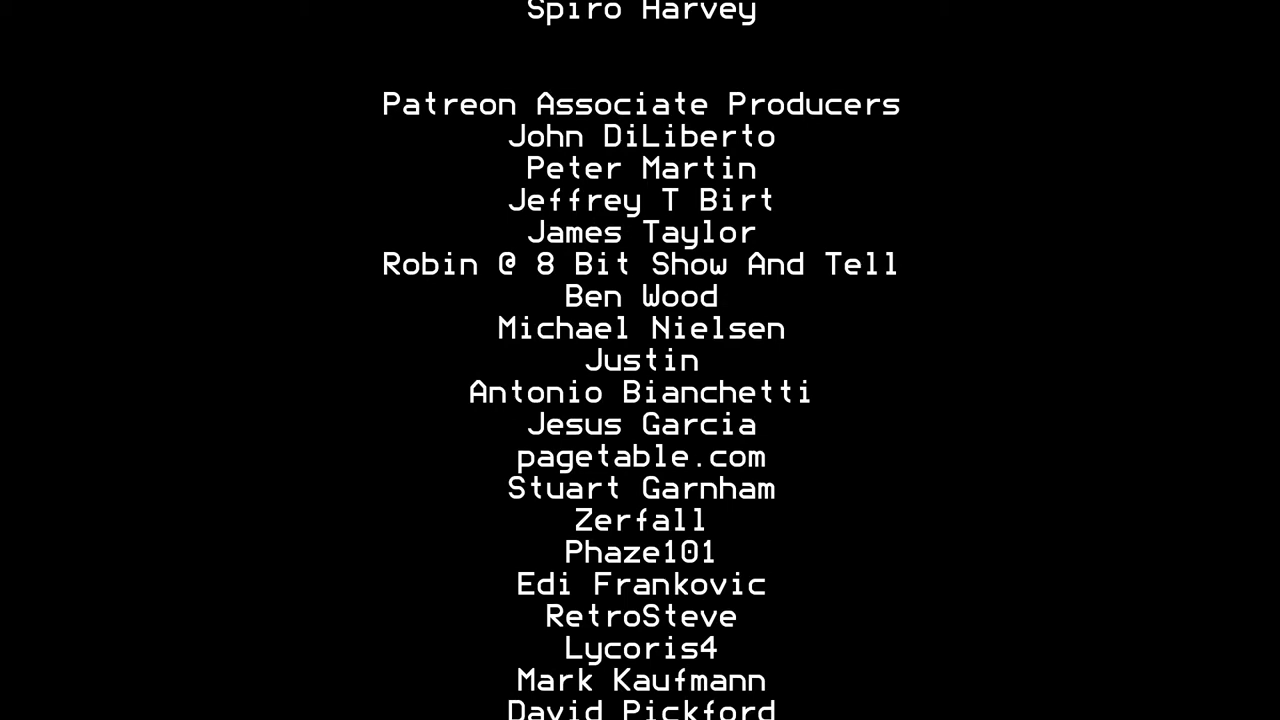 Spiro Harvey
Patreon Associate Producers
John DiLiberto
Peter Martin
Jeffrey T Birt
James Taylor
Robin @ 8 Bit Show And Tell
Ben Wood
Michael Nielsen
Justin
Antonio Bianchetti
Jesus Garcia
pagetable.com
Stuart Garnham
Zerfall
Phaze101
Edi Frankovic
RetroSteve
Lycoris4
Mark Kaufmann
David Pickford